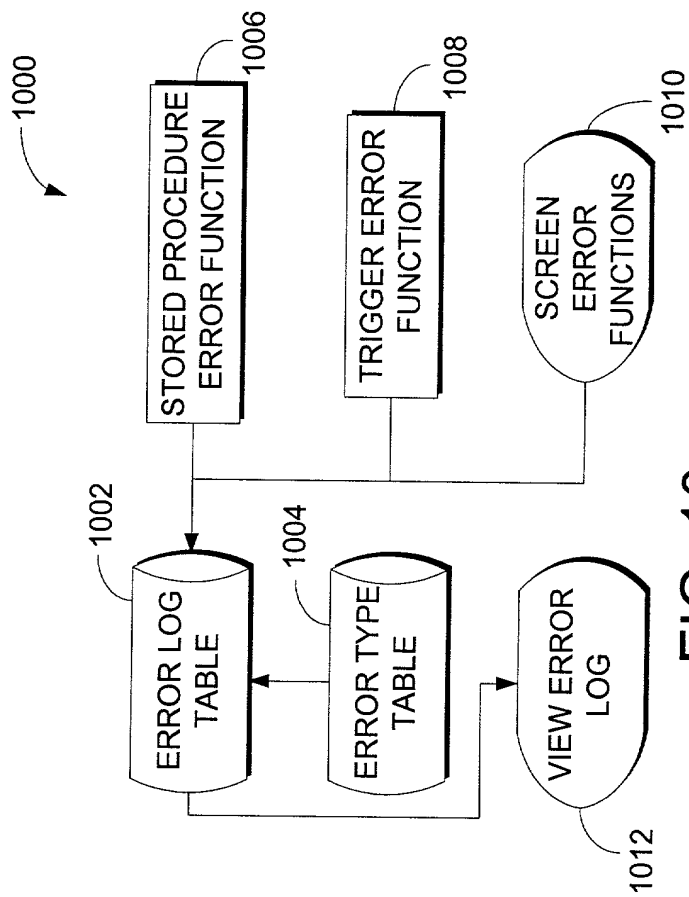 1000
1002
1006
ERROR LOG
TABLE
STORED PROCEDURE
ERROR FUNCTION
1004
1008
ERROR TYPE
TABLE
TRIGGER ERROR
FUNCTION
1012
1010
VIEW ERROR
LOG
SCREEN
ERROR
FUNCTIONS
FIG.